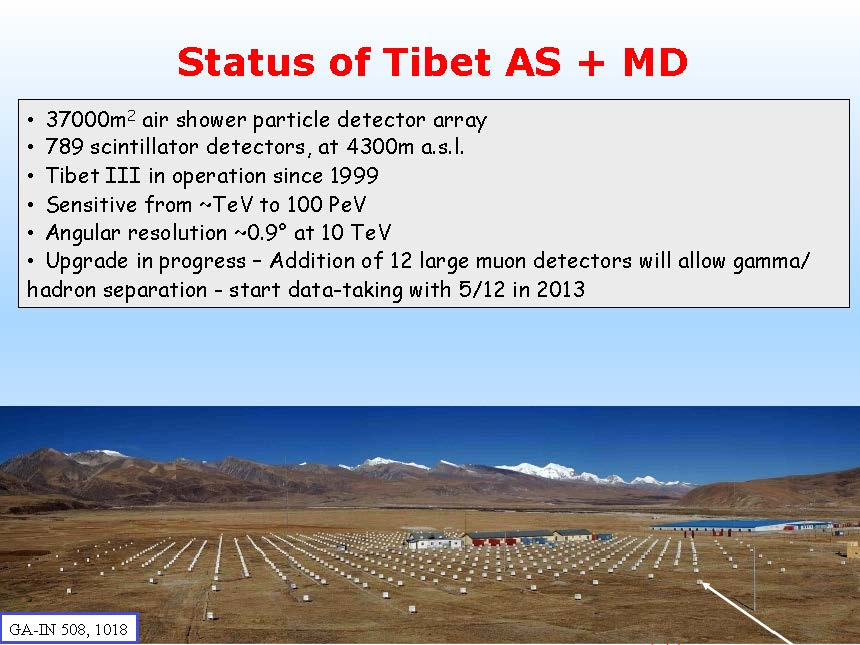 Status of Tibet AS + MD
• 37000m² air shower particle detector array
• 789 scintillator detectors, at 4300m a.s.l.
• Tibet III in operation since 1999
• Sensitive from ~TeV to 100 PeV
• Angular resolution ~0.9° at 10 TeV
• Upgrade in progress – Addition of 12 large muon detectors will allow gamma/
hadron separation - start data-taking with 5/12 in 2013
GA-IN 508, 1018